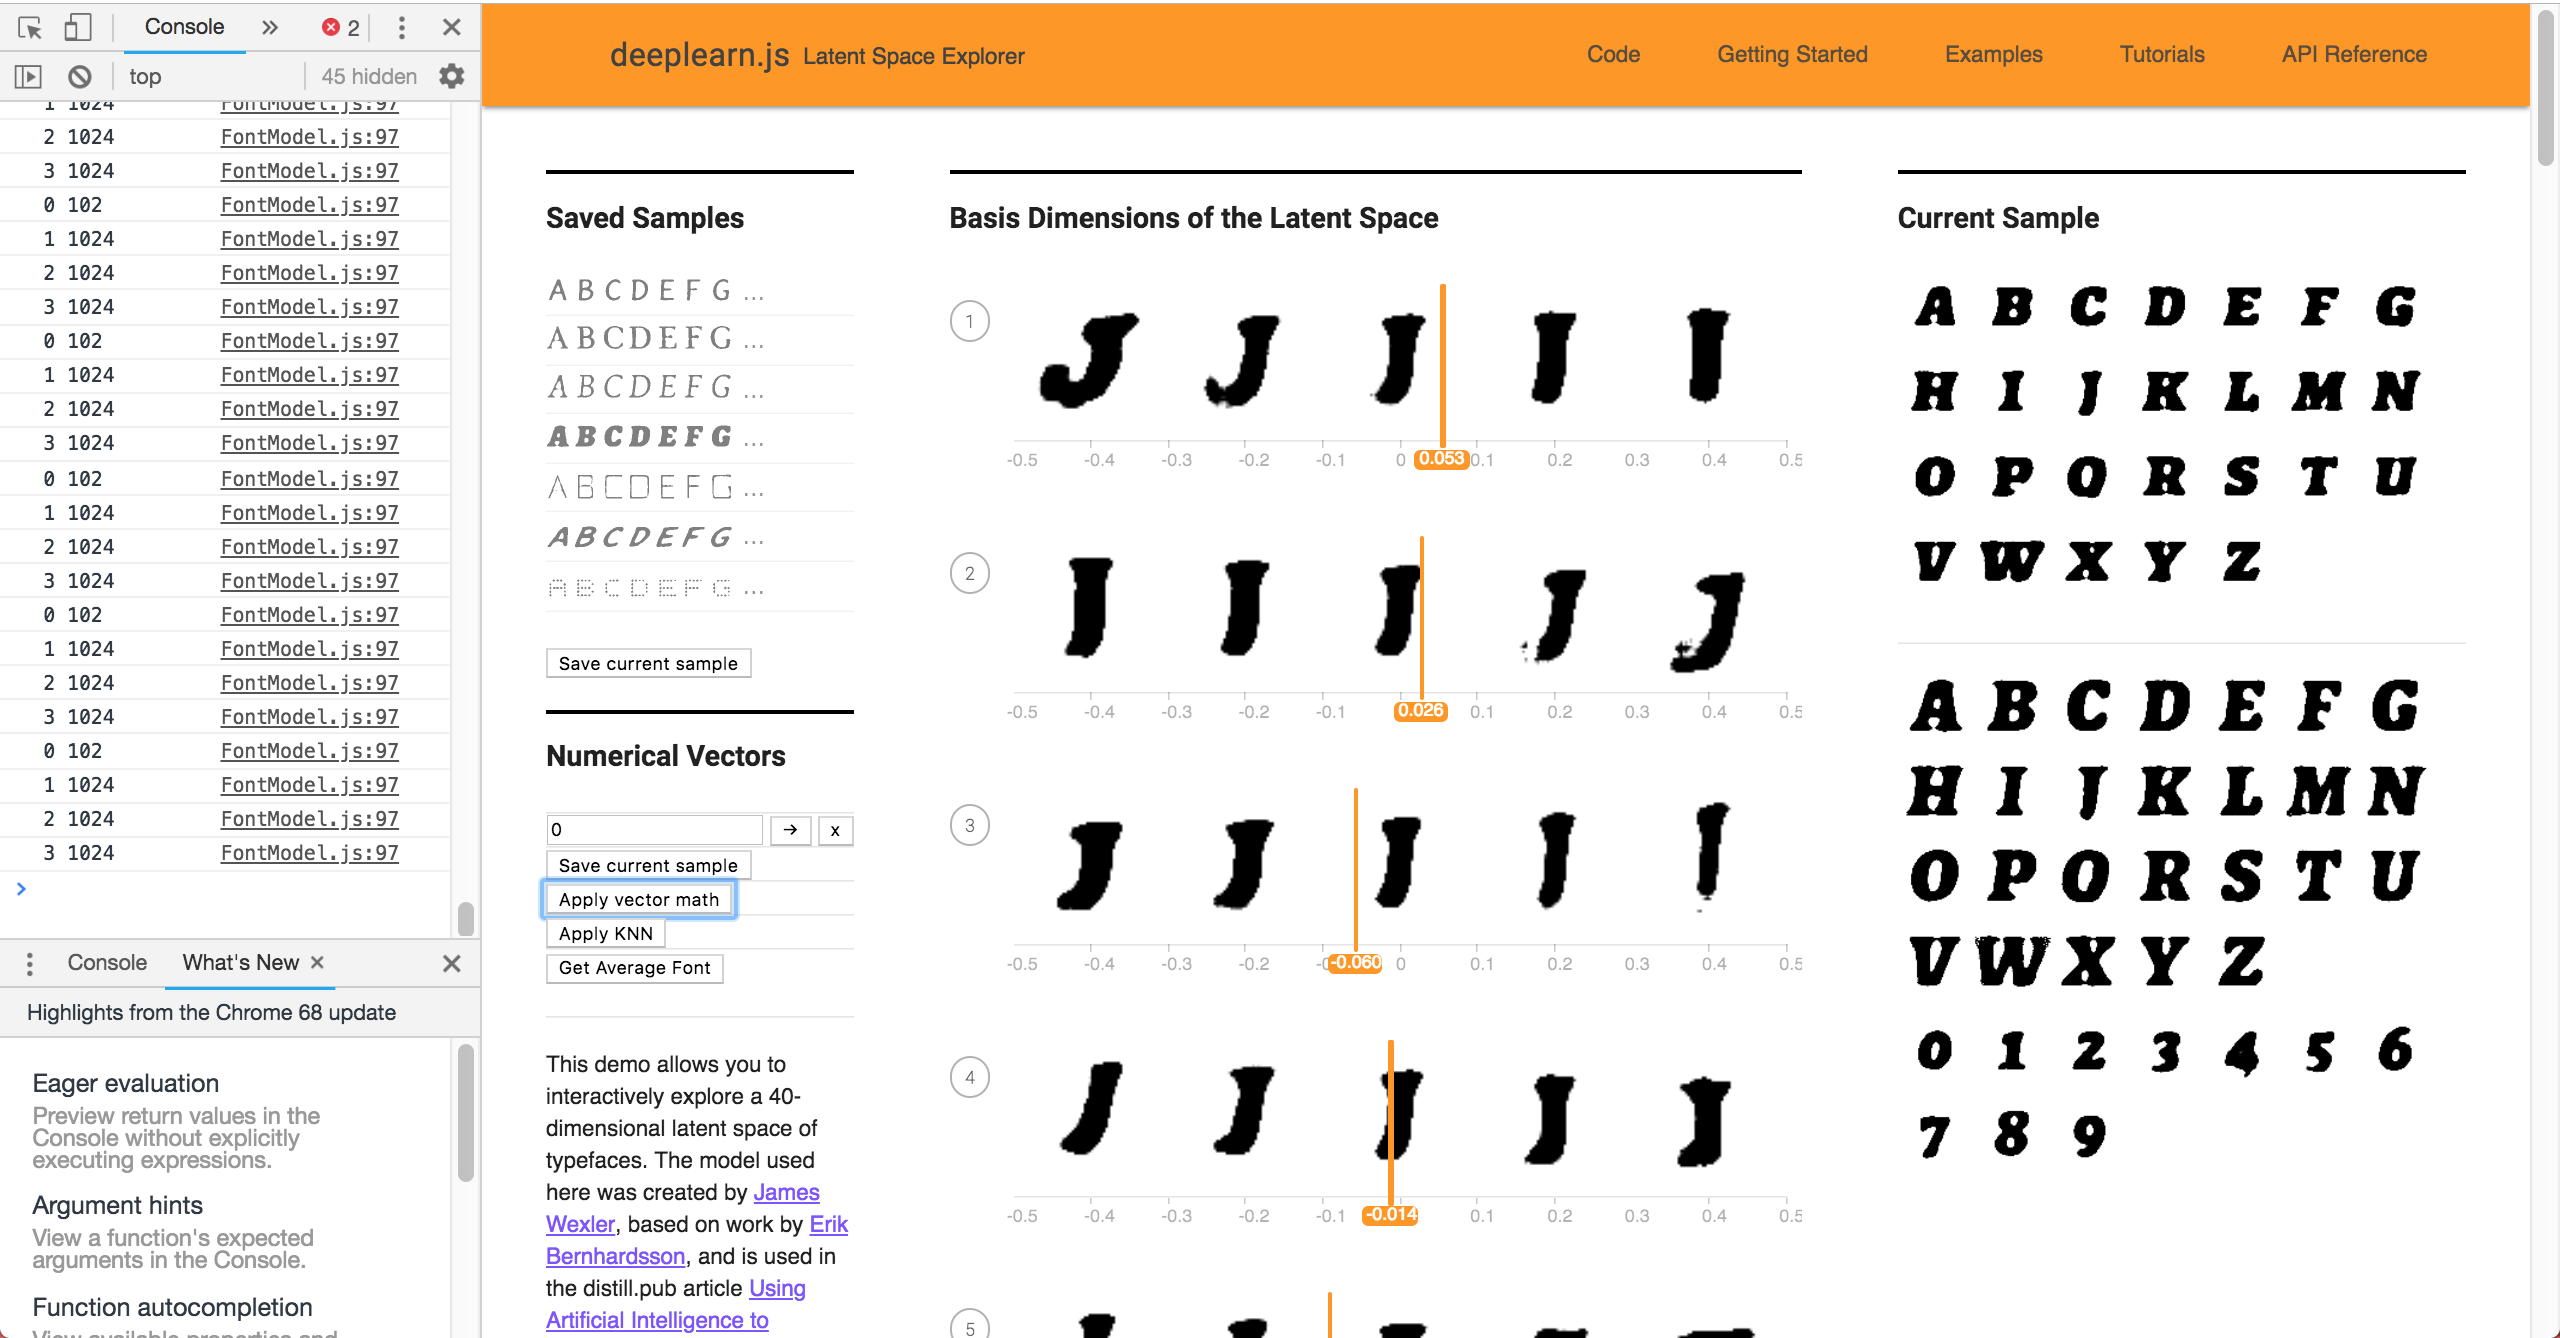 Console » 2
top 45 hidden
1 1024 FontModel.js:97
2 1024 FontModel.js:97
3 1024 FontModel.js:97
0 102 FontModel.js:97
1 1024 FontModel.js:97
2 1024 FontModel.js:97
3 1024 FontModel.js:97
0 102 FontModel.js:97
1 1024 FontModel.js:97
2 1024 FontModel.js:97
3 1024 FontModel.js:97
0 102 FontModel.js:97
1 1024 FontModel.js:97
2 1024 FontModel.js:97
3 1024 FontModel.js:97
0 102 FontModel.js:97
1 1024 FontModel.js:97
2 1024 FontModel.js:97
3 1024 FontModel.js:97
0 102 FontModel.js:97
1 1024 FontModel.js:97
2 1024 FontModel.js:97
3 1024 FontModel.js:97
>
Console What's New ×
Highlights from the Chrome 68 update
Eager evaluation
Preview return values in the
Console without explicitly
executing expressions.
Argument hints
View a function's expected
arguments in the Console.
Function autocompletion
View available properties and
deeplearn.js Latent Space Explorer
Code Getting Started Examples Tutorials API Reference
Saved Samples
A B C D E F G ...
A B C D E F G ...
A B C D E F G ...
A B C D E F G ...
A B C D E F G ...
A B C D E F G ...
A B C D E F G ...
Save current sample
Numerical Vectors
0 → x
Save current sample
Apply vector math
Apply KNN
Get Average Font
This demo allows you to
interactively explore a 40-
dimensional latent space of
typefaces. The model used
here was created by James
Wexler, based on work by Erik
Bernhardsson, and is used in
the distill.pub article Using
Artificial Intelligence to
Basis Dimensions of the Latent Space
1 J J J I I
-0.5 -0.4 -0.3 -0.2 -0.1 0 0.053 0.1 0.2 0.3 0.4 0.5
2 I I J J J
-0.5 -0.4 -0.3 -0.2 -0.1 0.026 0.1 0.2 0.3 0.4 0.5
3 J J J J !
-0.5 -0.4 -0.3 -0.2 -0.060 0 0.1 0.2 0.3 0.4 0.5
4 J J J J J
-0.5 -0.4 -0.3 -0.2 -0.1 -0.014 0.1 0.2 0.3 0.4 0.5
5
Current Sample
A B C D E F G
H I J K L M N
O P Q R S T U
V W X Y Z
A B C D E F G
H I J K L M N
O P Q R S T U
V W X Y Z
0 1 2 3 4 5 6
7 8 9